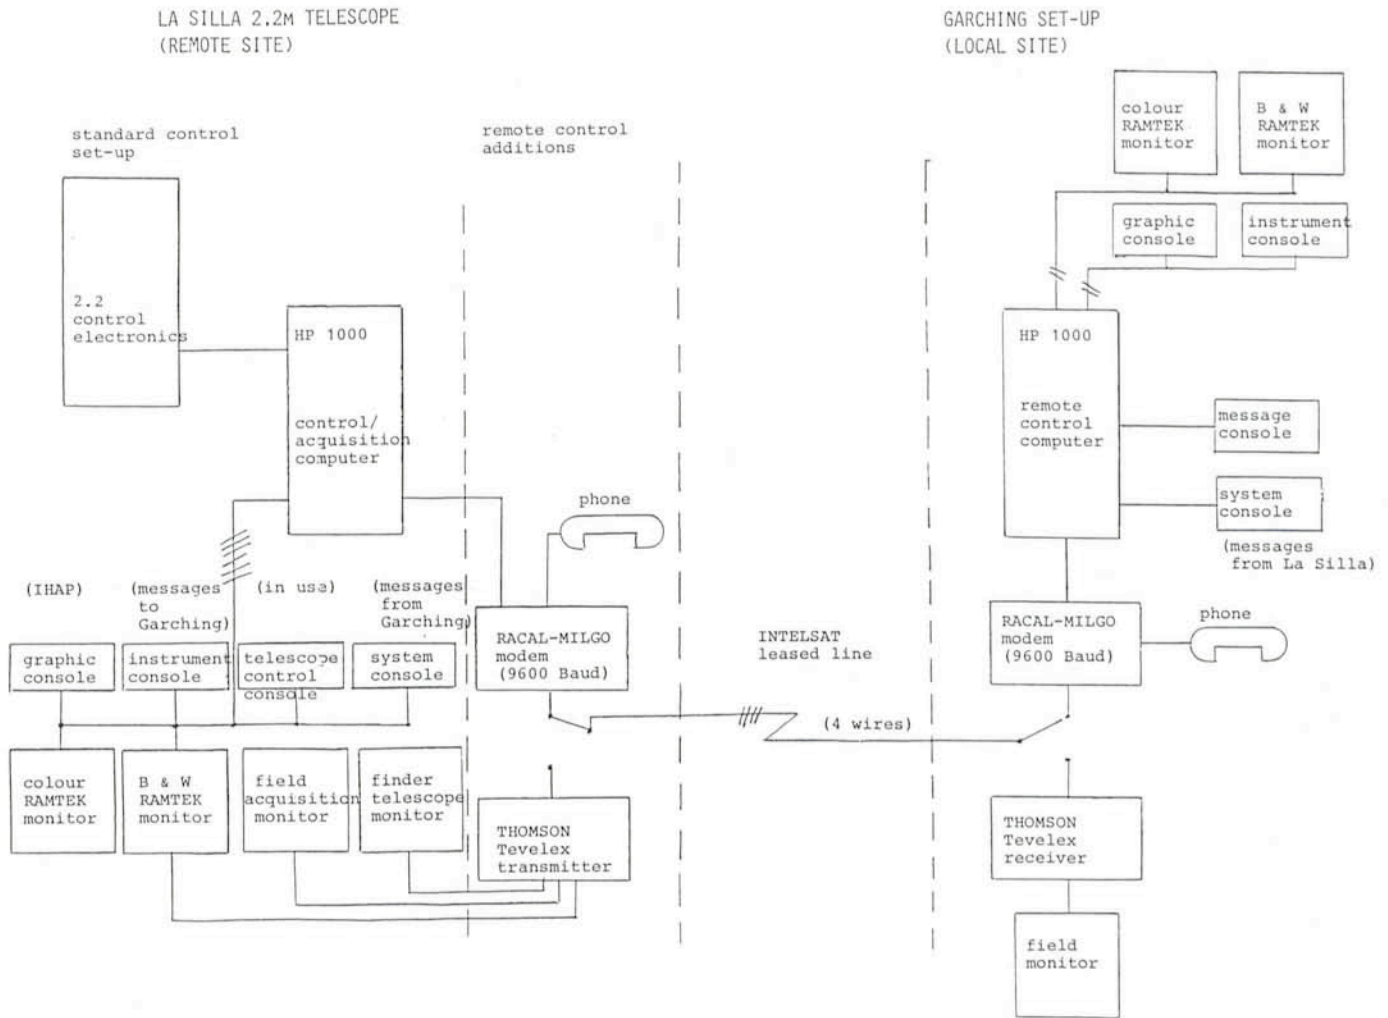 LA SILLA 2.2M TELESCOPE
(REMOTE SITE)
GARCHING SET-UP
(LOCAL SITE)
standard control
set-up
remote control
additions
colour
RAMTEK
monitor
B & W
RAMTEK
monitor
graphic
console
instrument
console
2.2
control
electronics
HP 1000
control/
acquisition
computer
HP 1000
remote
control
computer
message
console
system
console
(messages
from La Silla)
phone
(IHAP)
(messages
to
Garching)
(in use)
(messages
from
Garching)
graphic
console
instrument
console
telescope
control
console
system
console
RACAL-MILGO
modem
(9600 Baud)
INTELSAT
leased line
(4 wires)
RACAL-MILGO
modem
(9600 Baud)
phone
colour
RAMTEK
monitor
B & W
RAMTEK
monitor
field
acquisition
monitor
finder
telescope
monitor
THOMSON
Tevelex
transmitter
THOMSON
Tevelex
receiver
field
monitor